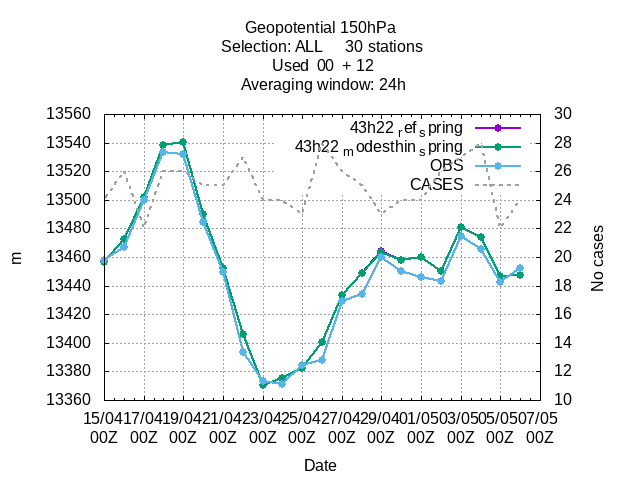 Geopotential 150hPa
Selection: ALL 30 stations
Used 00 + 12
Averaging window: 24h
43h22 refspring
43h22 modesthinspring
OBS
CASES
13560
13540
13520
13500
13480
13460
13440
13420
13400
13380
13360
m
30
28
26
24
22
20
18
16
14
12
10
No cases
15/04 17/04 19/04 21/04 23/04 25/04 27/04 29/04 01/05 03/05 05/05 07/05
00Z 00Z 00Z 00Z 00Z 00Z 00Z 00Z 00Z 00Z 00Z 00Z
Date